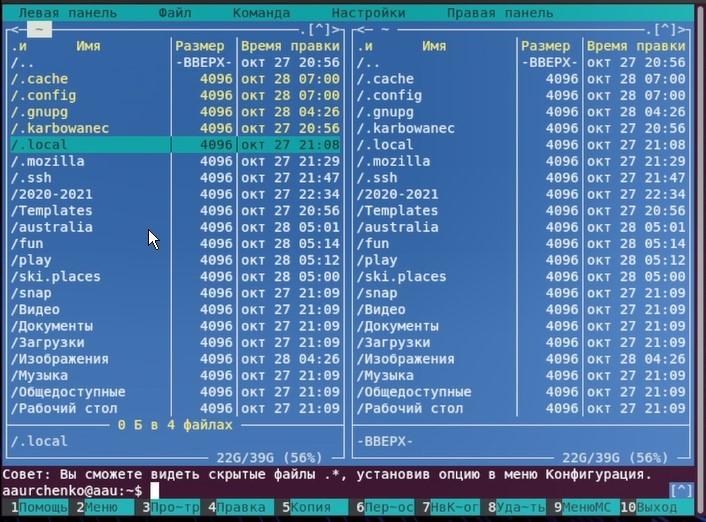 Левая панель Файл Команда Настройки Правая панель
<─ ~ .[^]> <─ ~ .[^]>
.и Имя Размер Время правки .и Имя Размер Время правки
/.. -ВВЕРХ- окт 27 20:56 /.. -ВВЕРХ- окт 27 20:56
/.cache 4096 окт 28 07:00 /.cache 4096 окт 28 07:00
/.config 4096 окт 28 07:00 /.config 4096 окт 28 07:00
/.gnupg 4096 окт 28 04:26 /.gnupg 4096 окт 28 04:26
/.karbowanec 4096 окт 27 20:56 /.karbowanec 4096 окт 27 20:56
/.local 4096 окт 27 21:08 /.local 4096 окт 27 21:08
/.mozilla 4096 окт 27 21:29 /.mozilla 4096 окт 27 21:29
/.ssh 4096 окт 27 21:47 /.ssh 4096 окт 27 21:47
/2020-2021 4096 окт 27 22:34 /2020-2021 4096 окт 27 22:34
/Templates 4096 окт 27 20:56 /Templates 4096 окт 27 20:56
/australia 4096 окт 28 05:01 /australia 4096 окт 28 05:01
/fun 4096 окт 28 05:14 /fun 4096 окт 28 05:14
/play 4096 окт 28 05:12 /play 4096 окт 28 05:12
/ski.places 4096 окт 28 05:00 /ski.places 4096 окт 28 05:00
/snap 4096 окт 27 21:09 /snap 4096 окт 27 21:09
/Видео 4096 окт 27 21:09 /Видео 4096 окт 27 21:09
/Документы 4096 окт 27 21:09 /Документы 4096 окт 27 21:09
/Загрузки 4096 окт 27 21:09 /Загрузки 4096 окт 27 21:09
/Изображения 4096 окт 28 04:26 /Изображения 4096 окт 28 04:26
/Музыка 4096 окт 27 21:09 /Музыка 4096 окт 27 21:09
/Общедоступные 4096 окт 27 21:09 /Общедоступные 4096 окт 27 21:09
/Рабочий стол 4096 окт 27 21:09 /Рабочий стол 4096 окт 27 21:09
0 Б в 4 файлах
/.local -ВВЕРХ-
22G/39G (56%) 22G/39G (56%)
Совет: Вы сможете видеть скрытые файлы .*, установив опцию в меню Конфигурация.
aaurchenko@aau:~$ [^]
1Помощь 2Меню 3Про~тр 4Правка 5Копия 6Пер~ос 7НвК~ог 8Уда~ть 9МенюMC 10Выход